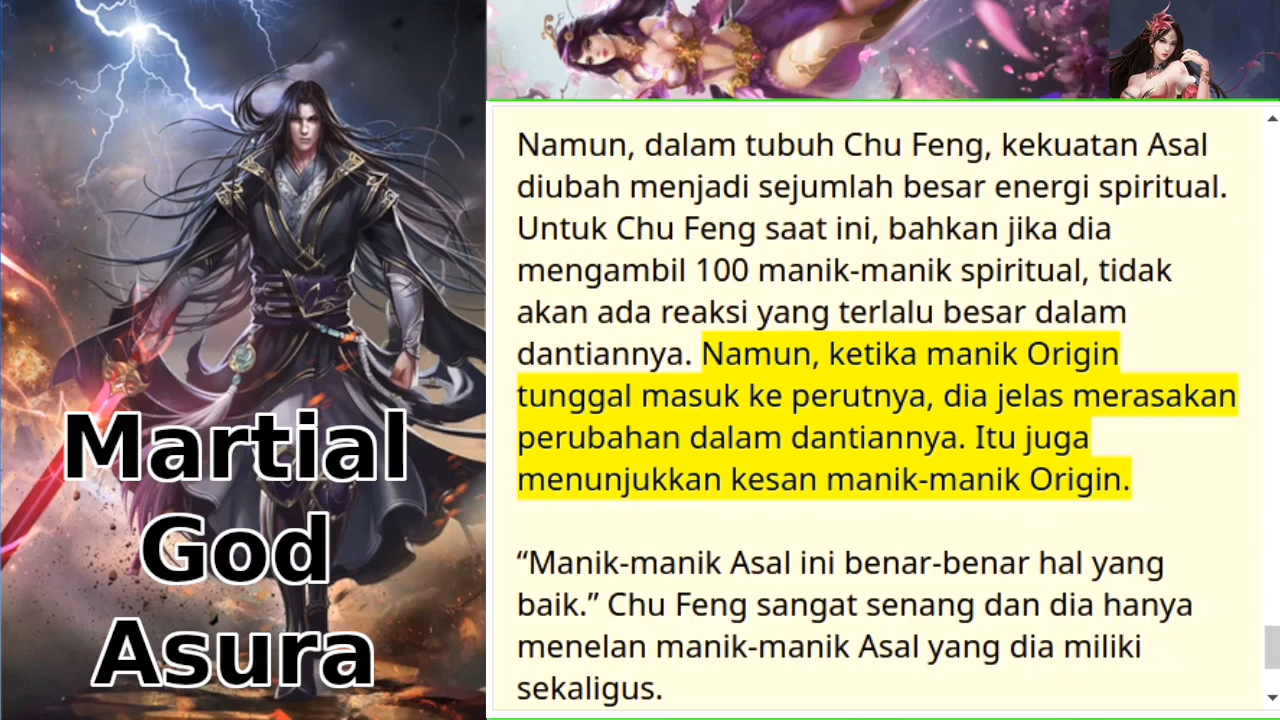 Martial
God
Asura
Namun, dalam tubuh Chu Feng, kekuatan Asal
diubah menjadi sejumlah besar energi spiritual.
Untuk Chu Feng saat ini, bahkan jika dia
mengambil 100 manik-manik spiritual, tidak
akan ada reaksi yang terlalu besar dalam
dantiannya. Namun, ketika manik Origin
tunggal masuk ke perutnya, dia jelas merasakan
perubahan dalam dantiannya. Itu juga
menunjukkan kesan manik-manik Origin.
“Manik-manik Asal ini benar-benar hal yang
baik.” Chu Feng sangat senang dan dia hanya
menelan manik-manik Asal yang dia miliki
sekaligus.